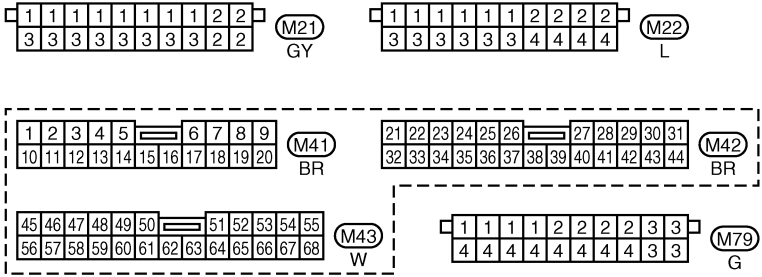 1 1 1 1 1 1 1 1 2 2
3 3 3 3 3 3 3 3 2 2
M21
GY
1 1 1 1 1 1 2 2 2 2
3 3 3 3 3 3 4 4 4 4
M22
L
1 2 3 4 5 6 7 8 9
10 11 12 13 14 15 16 17 18 19 20
M41
BR
21 22 23 24 25 26 27 28 29 30 31
32 33 34 35 36 37 38 39 40 41 42 43 44
M42
BR
45 46 47 48 49 50 51 52 53 54 55
56 57 58 59 60 61 62 63 64 65 66 67 68
M43
W
1 1 1 1 2 2 2 2 3 3
4 4 4 4 4 4 4 4 3 3
M79
G